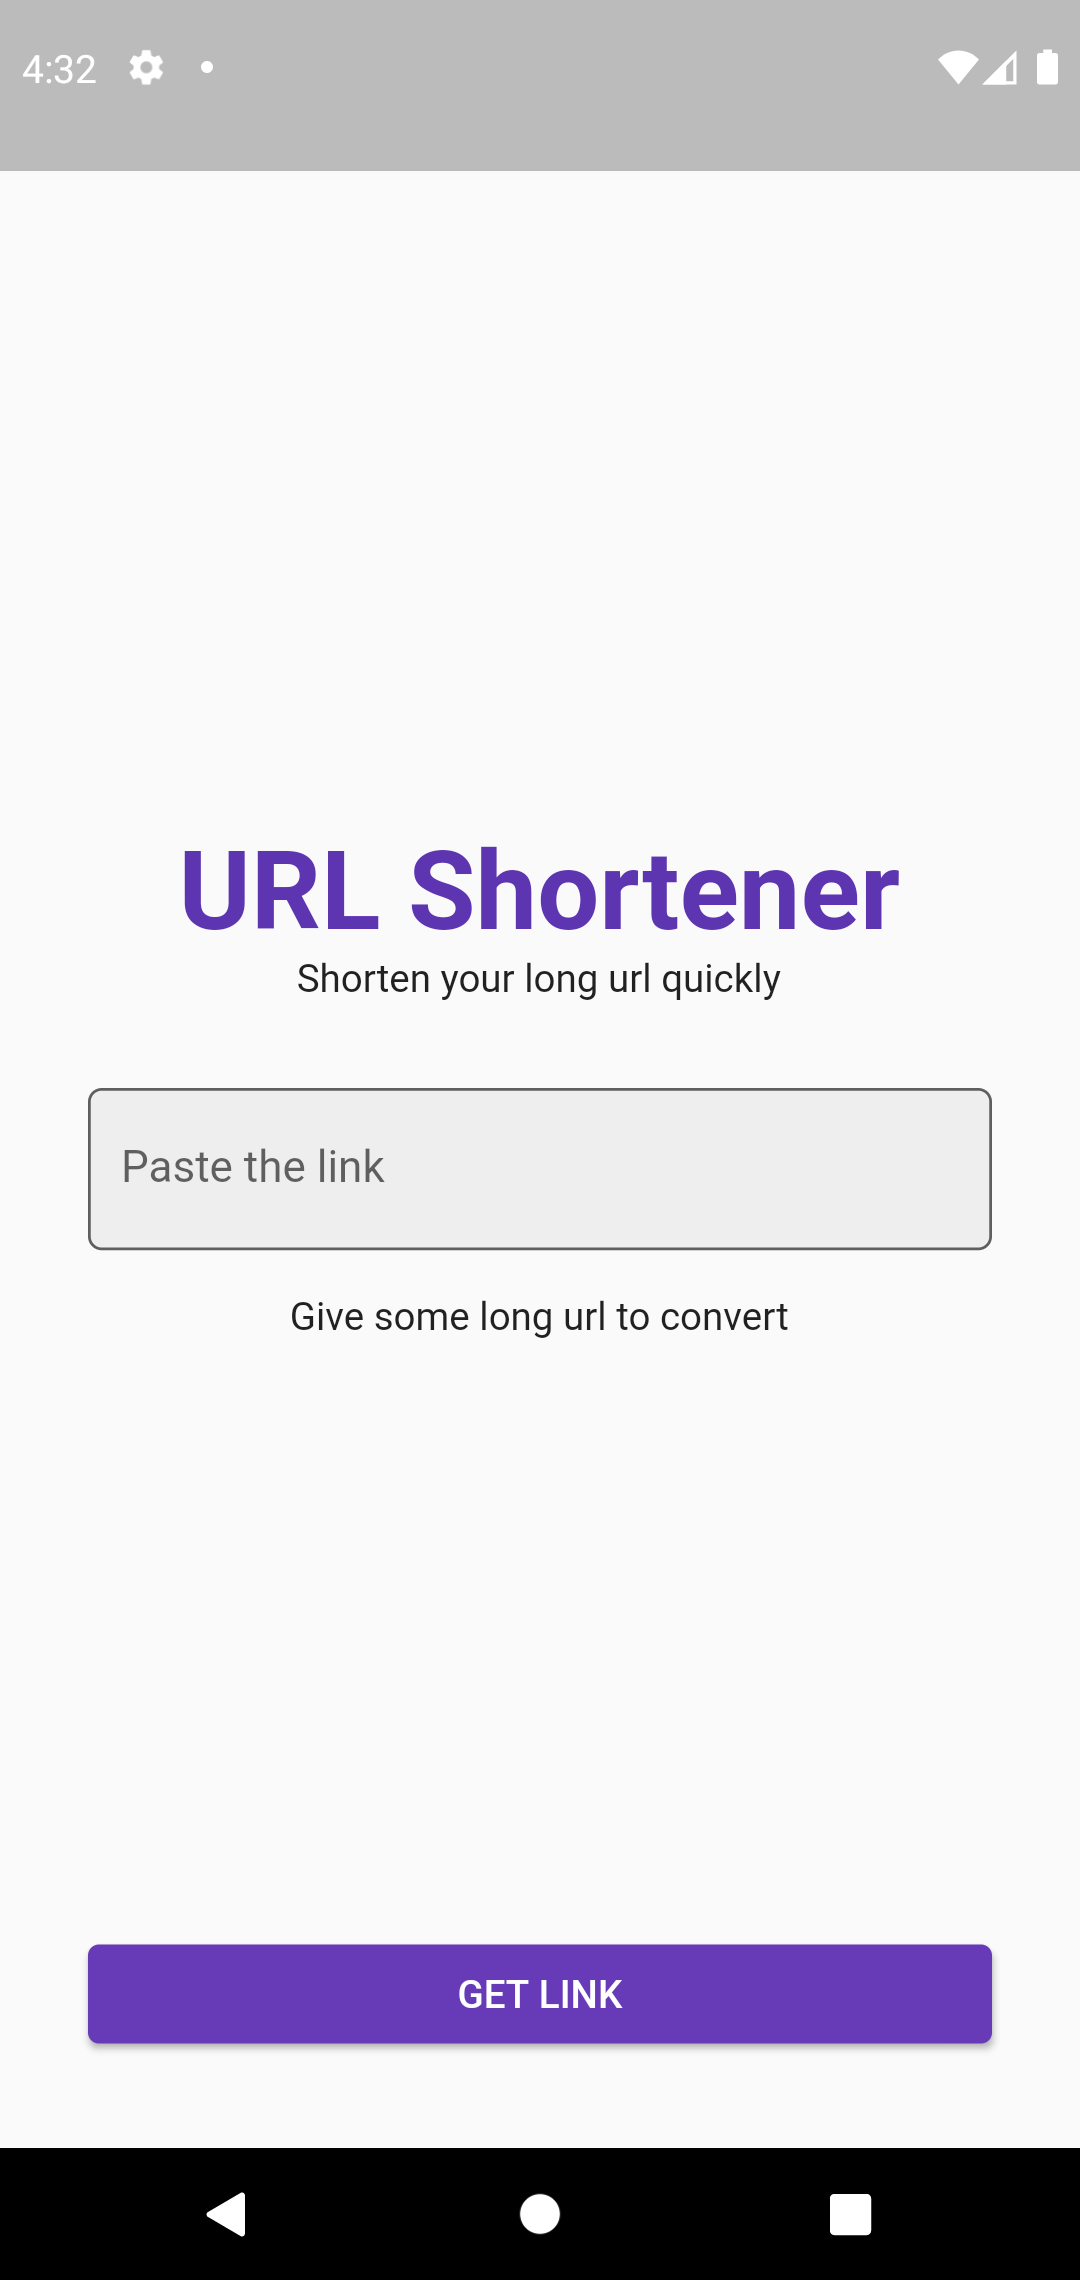 4:32
URL Shortener
Shorten your long url quickly
Paste the link
Give some long url to convert
GET LINK